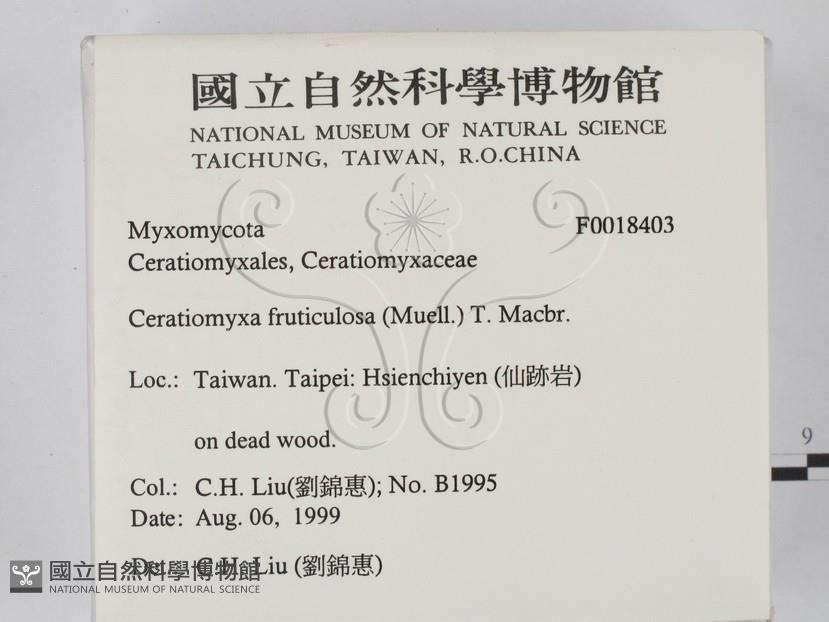 國立自然科學博物館
NATIONAL MUSEUM OF NATURAL SCIENCE
TAICHUNG, TAIWAN, R.O.CHINA
Myxomycota F0018403
Ceratiomyxales, Ceratiomyxaceae
Ceratiomyxa fruticulosa (Muell.) T. Macbr.
Loc.: Taiwan. Taipei: Hsienchiyen (仙跡岩)
on dead wood.
9
Col.: C.H. Liu(劉錦惠); No. B1995
Date: Aug. 06, 1999
Det.: C.H. Liu (劉錦惠)
國立自然科學博物館
NATIONAL MUSEUM OF NATURAL SCIENCE